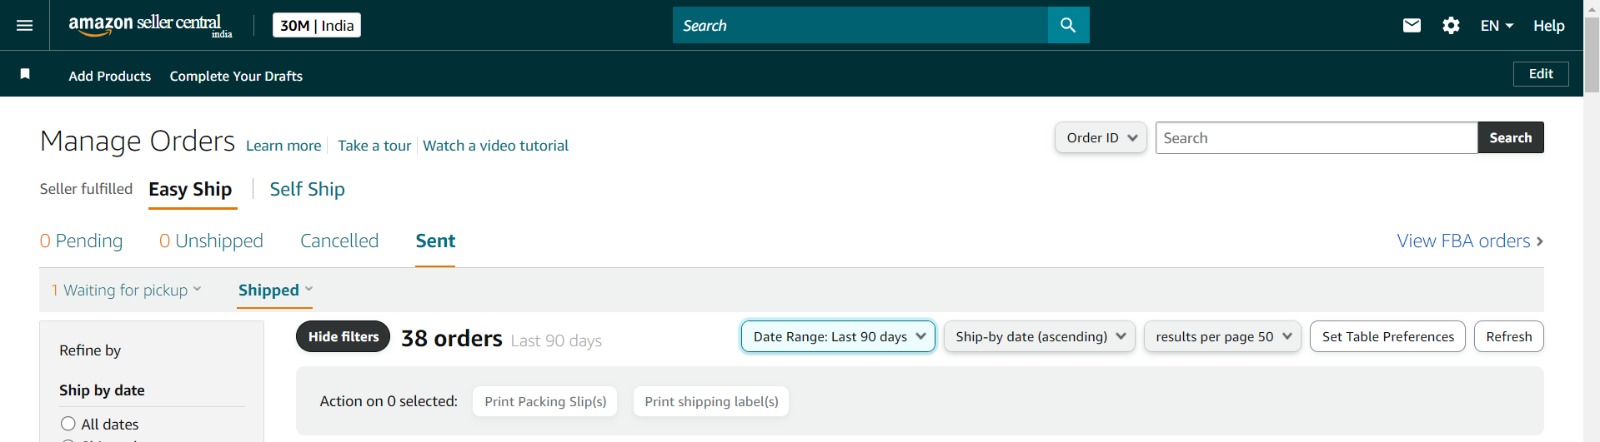 amazon seller central
india
30M | India
Search
EN
Help
Add Products
Complete Your Drafts
Edit
Manage Orders
Learn more
Take a tour
Watch a video tutorial
Order ID
Search
Search
Seller fulfilled
Easy Ship
Self Ship
0 Pending
0 Unshipped
Cancelled
Sent
View FBA orders
1 Waiting for pickup
Shipped
Refine by
Ship by date
All dates
Hide filters
38 orders
Last 90 days
Date Range: Last 90 days
Ship-by date (ascending)
results per page 50
Set Table Preferences
Refresh
Action on 0 selected:
Print Packing Slip(s)
Print shipping label(s)